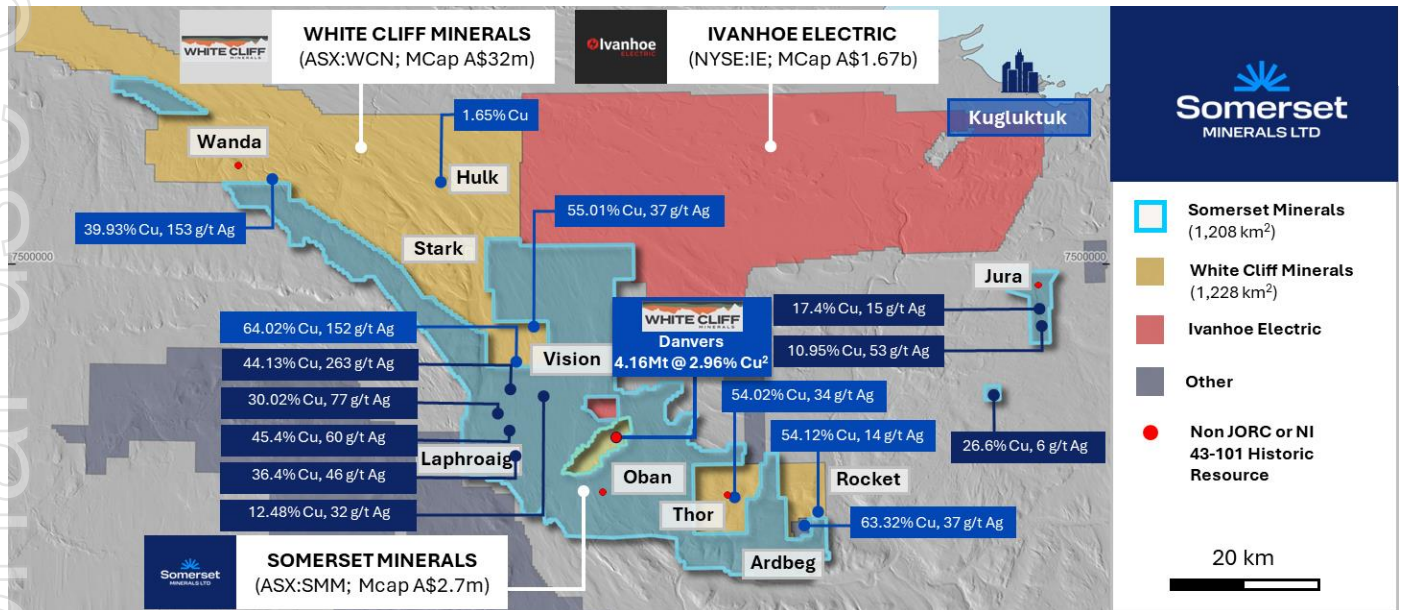 WHITE CLIFF
MINERALS
WHITE CLIFF MINERALS
(ASX:WCN; MCap A$32m)
Ivanhoe
ELECTRIC
IVANHOE ELECTRIC
(NYSE:IE; MCap A$1.67b)
Kugluktuk
Wanda
1.65% Cu
Hulk
39.93% Cu, 153 g/t Ag
55.01% Cu, 37 g/t Ag
Stark
7500000
7500000
Jura
64.02% Cu, 152 g/t Ag
44.13% Cu, 263 g/t Ag
30.02% Cu, 77 g/t Ag
45.4% Cu, 60 g/t Ag
36.4% Cu, 46 g/t Ag
12.48% Cu, 32 g/t Ag
Vision
WHITE CLIFF
MINERALS
Danvers
4.16Mt @ 2.96% Cu²
17.4% Cu, 15 g/t Ag
10.95% Cu, 53 g/t Ag
54.02% Cu, 34 g/t Ag
54.12% Cu, 14 g/t Ag
26.6% Cu, 6 g/t Ag
Laphroaig
Oban
Thor
Rocket
63.32% Cu, 37 g/t Ag
Ardbeg
Somerset
MINERALS LTD
SOMERSET MINERALS
(ASX:SMM; Mcap A$2.7m)
Somerset
MINERALS LTD
Somerset Minerals
(1,208 km²)
White Cliff Minerals
(1,228 km²)
Ivanhoe Electric
Other
Non JORC or NI
43-101 Historic
Resource
20 km